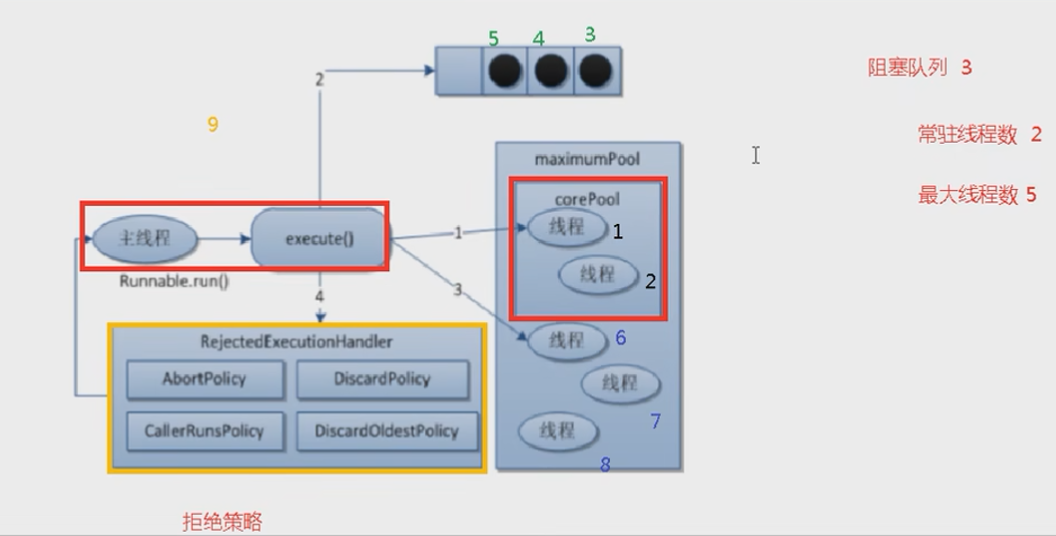 5 4 3
阻塞队列 3
2
9
常驻线程数 2
maximumPool
最大线程数 5
corePool
线程 1
主线程
execute()
1
线程 2
Runnable.run()
3
4
线程 6
RejectedExecutionHandler
AbortPolicy
DiscardPolicy
线程
7
CallerRunsPolicy
DiscardOldestPolicy
线程
8
拒绝策略